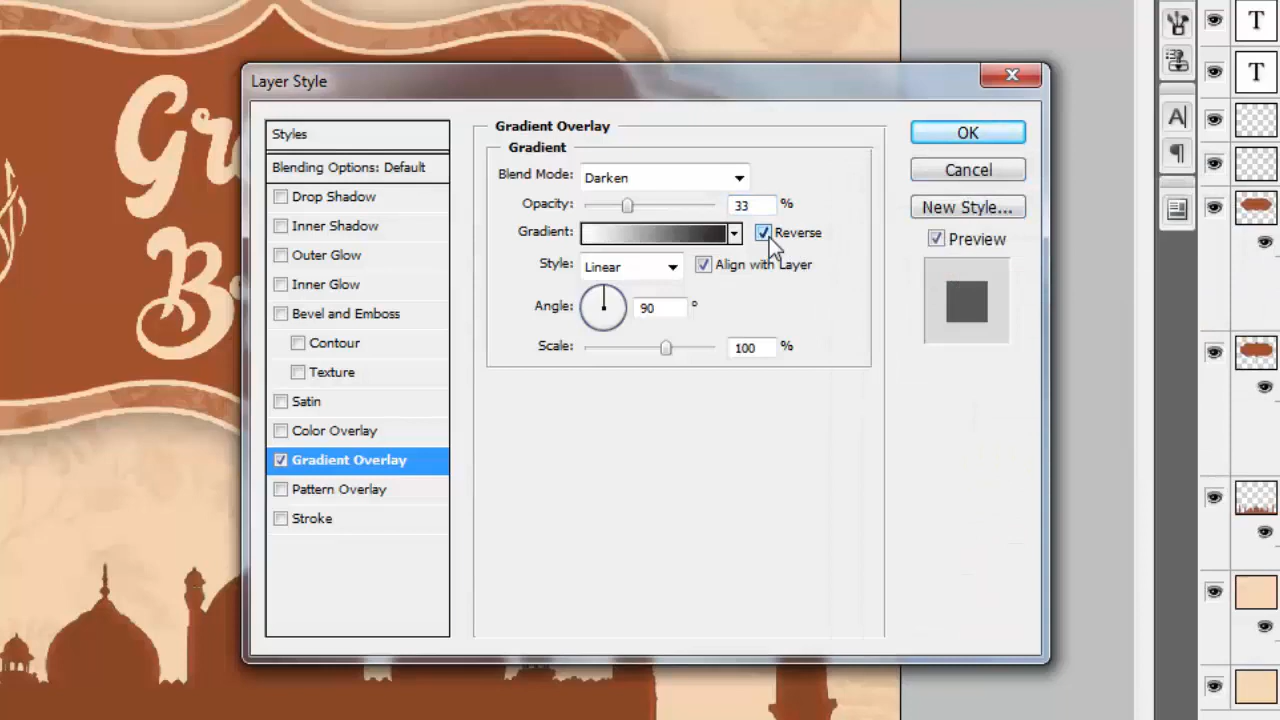 Layer Style
Styles
Blending Options: Default
Drop Shadow
Inner Shadow
Outer Glow
Inner Glow
Bevel and Emboss
Contour
Texture
Satin
Color Overlay
Gradient Overlay
Pattern Overlay
Stroke
Gradient Overlay
Gradient
Blend Mode: Darken
Opacity: 33 %
Gradient: Reverse
Style: Linear Align with Layer
Angle: 90 °
Scale: 100 %
OK
Cancel
New Style...
Preview
T
T
A